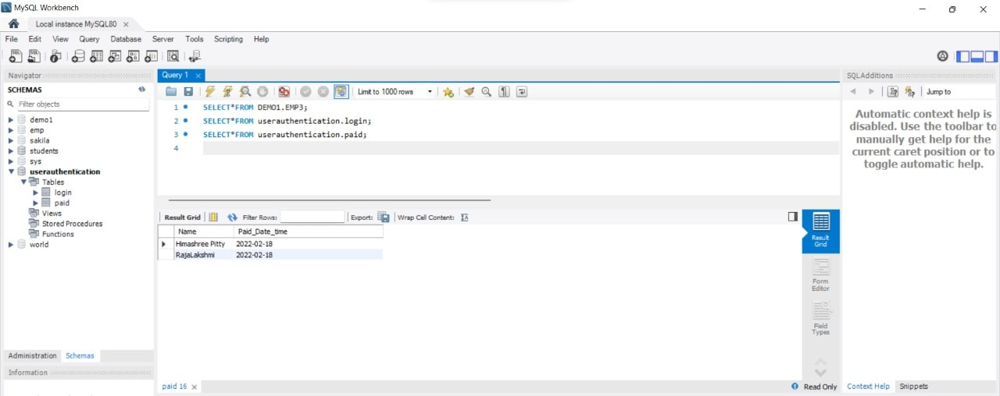 MySQL Workbench
Local instance MySQL80
File Edit View Query Database Server Tools Scripting Help
Navigator
SCHEMAS
Filter objects
demo1
emp
sakila
students
sys
userauthentication
Tables
login
paid
Views
Stored Procedures
Functions
world
Administration Schemas
Information
Query 1
Limit to 1000 rows
1 SELECT*FROM DEMO1.EMP3;
2 SELECT*FROM userauthentication.login;
3 SELECT*FROM userauthentication.paid;
4
Result Grid Filter Rows: Export: Wrap Cell Content:
Name Paid_Date_time
Himashree Pitty 2022-02-18
RajaLakshmi 2022-02-18
Result
Grid
Form
Editor
Field
Types
paid 16
Read Only
SQLAdditions
Jump to
Automatic context help is
disabled. Use the toolbar to
manually get help for the
current caret position or to
toggle automatic help.
Context Help Snippets